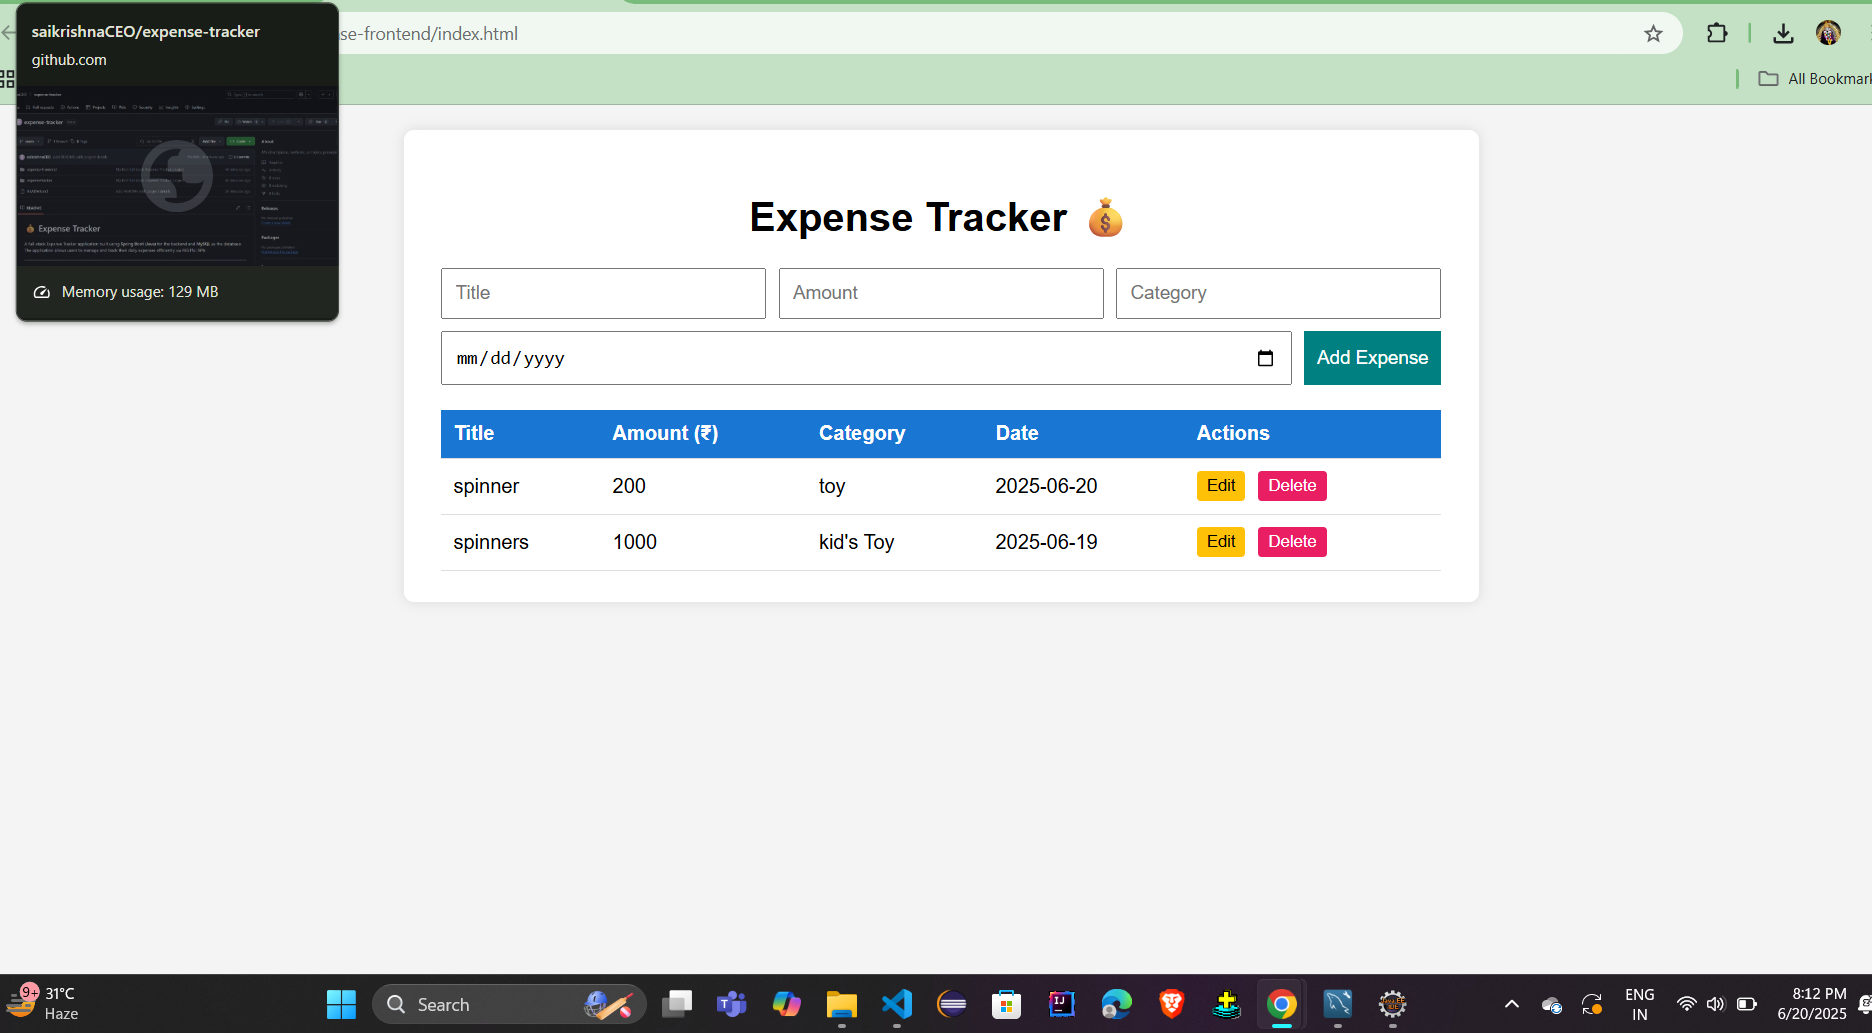 saikrishnaCEO/expense-tracker
github.com
se-frontend/index.html
All Bookmark
expense-tracker
Expense Tracker
Memory usage: 129 MB
Expense Tracker 💰
Title
Amount
Category
mm/dd/yyyy
Add Expense
Title Amount (₹) Category Date Actions
spinner 200 toy 2025-06-20 Edit Delete
spinners 1000 kid's Toy 2025-06-19 Edit Delete
9+
31°C
Haze
Search
ENG
IN
8:12 PM
6/20/2025